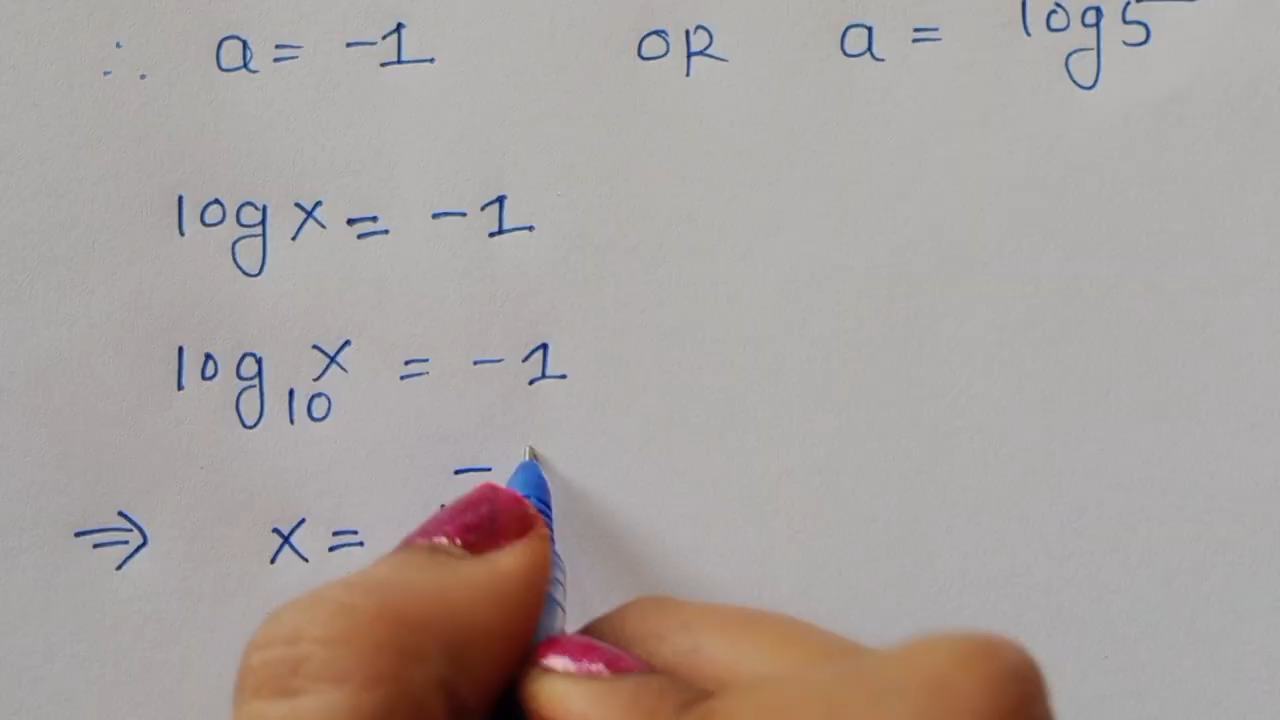 ∴ a = -1 OR a = log5
log x = -1
log₁₀ x = -1
⇒ x = -